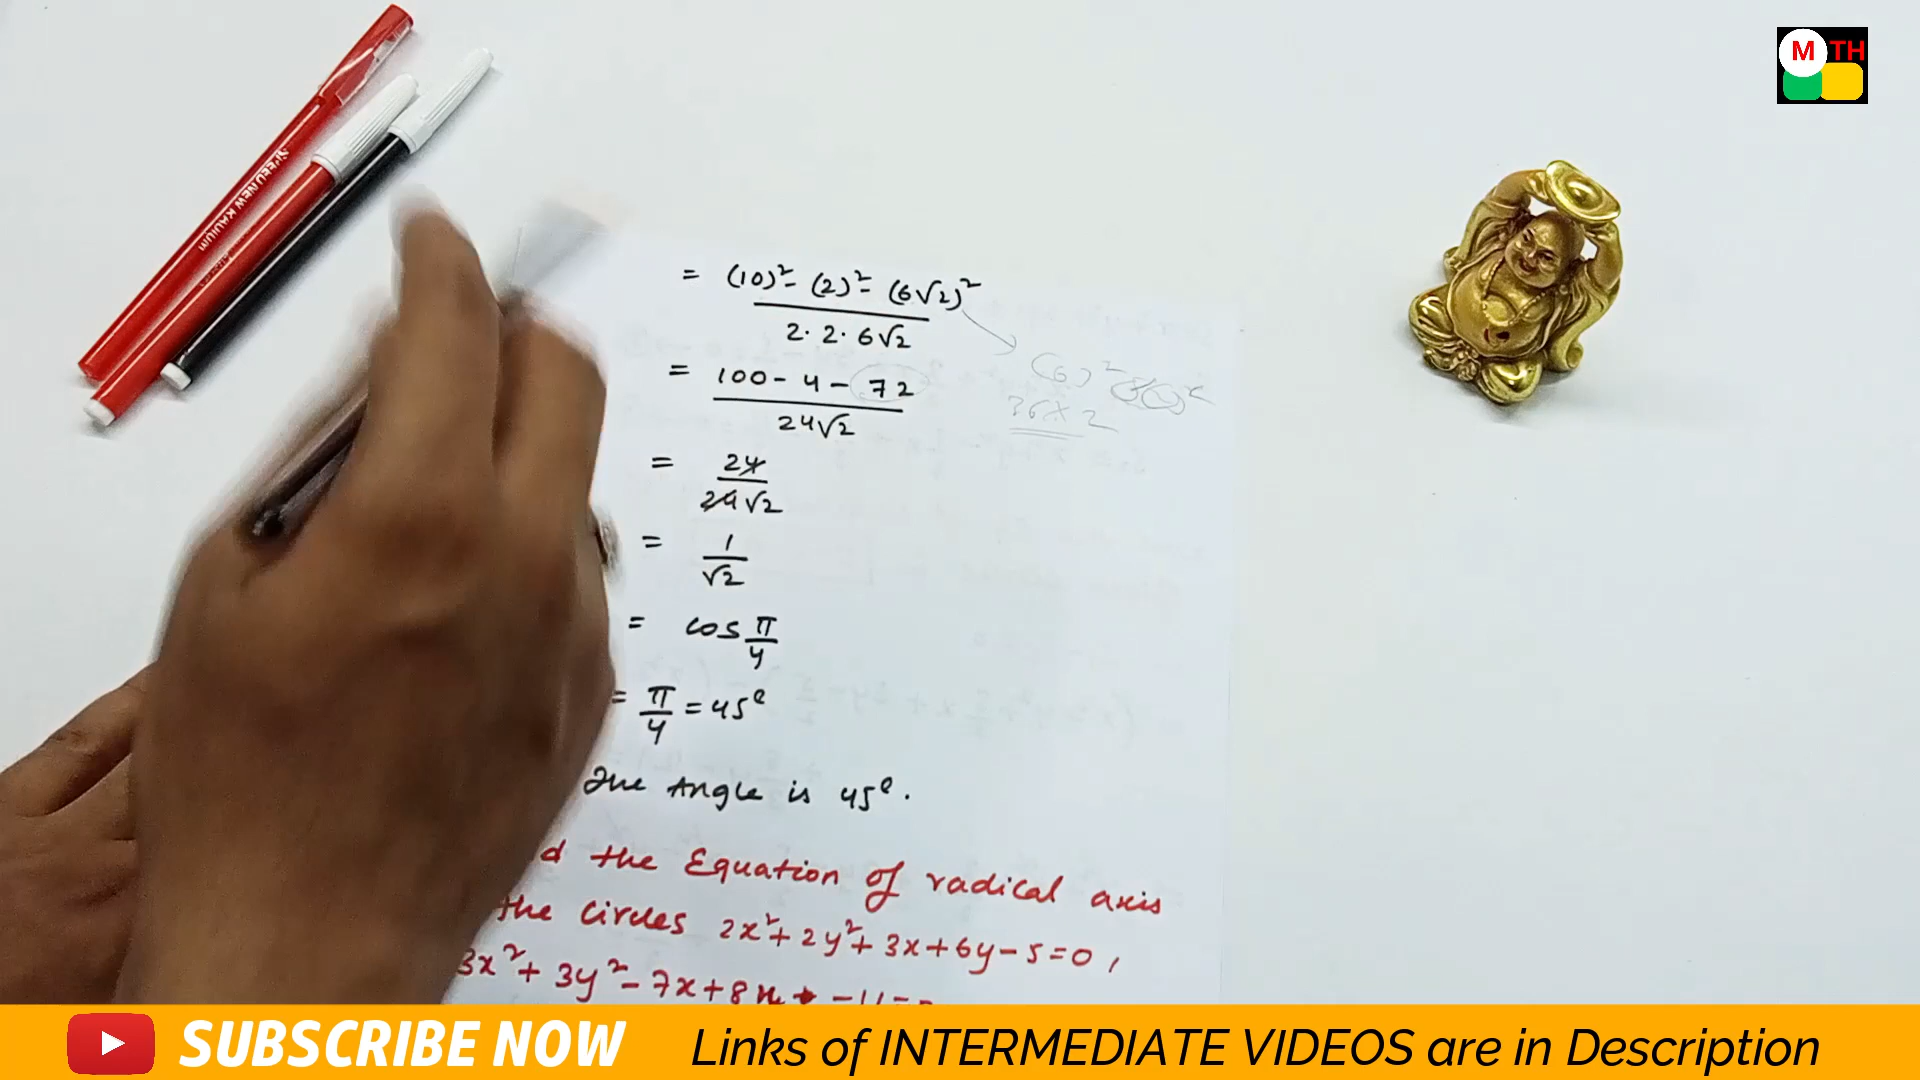 M TH
= (10)² - (2)² - (6√2)²
2. 2. 6√2
(6)²
= 100 - 4 - 72
24√2
36 x 2
= 24
24√2
= 1
√2
= cos π
4
= π = 45°
4
The Angle is 45°.
d the Equation of radical axis
the circles 2x²+2y²+3x+6y-5=0,
3x²+3y²-7x+8
SUBSCRIBE NOW Links of INTERMEDIATE VIDEOS are in Description